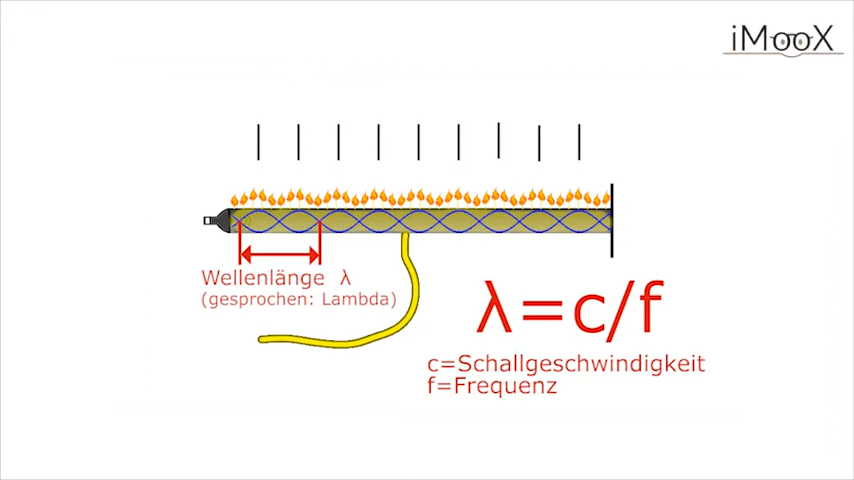 iMooX
Wellenlänge λ
(gesprochen: Lambda)
λ=c/f
c=Schallgeschwindigkeit
f=Frequenz